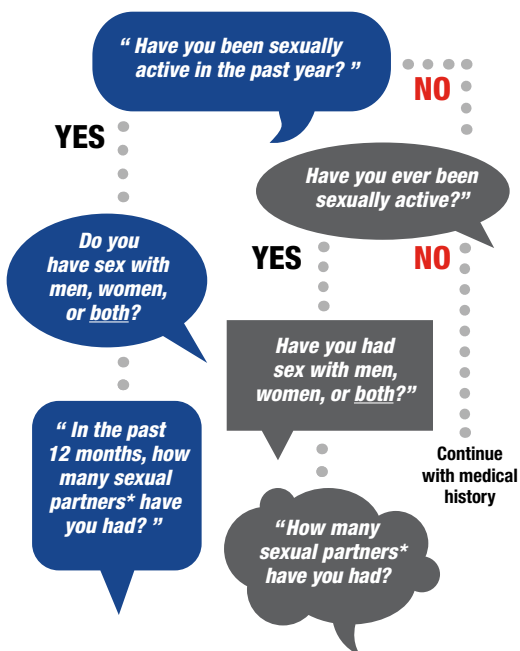 “ Have you been sexually
active in the past year? ”
NO
YES
Have you ever been
sexually active?”
Do you
have sex with
men, women,
or both?
YES
NO
Have you had
sex with men,
women, or both?”
“ In the past
12 months, how
many sexual
partners* have
you had? ”
Continue
with medical
history
“How many
sexual partners*
have you had?